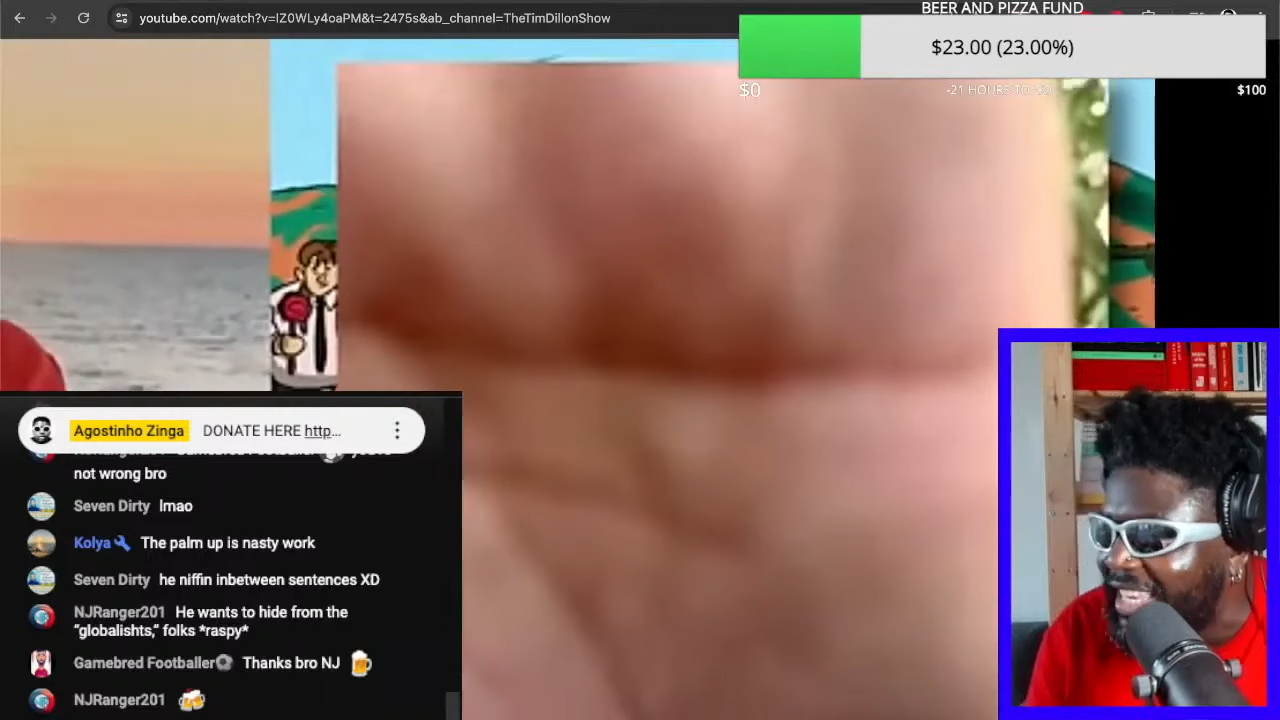 youtube.com/watch?v=IZ0WLy4oaPM&t=2475s&ab_channel=TheTimDillonShow
BEER AND PIZZA FUND
$23.00 (23.00%)
$0
$100
Agostinho Zinga DONATE HERE http...
not wrong bro
Seven Dirty lmao
Kolya The palm up is nasty work
Seven Dirty he niffin inbetween sentences XD
NJRanger201 He wants to hide from the
“globalishts,” folks *raspy*
Gamebred Footballer Thanks bro NJ
NJRanger201